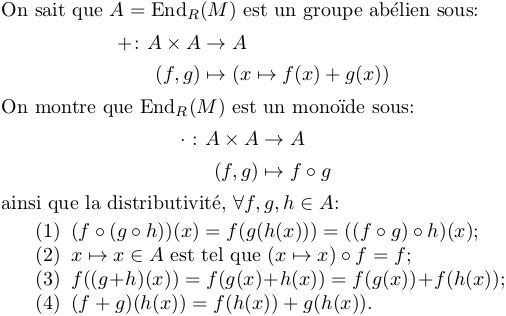 On sait que A = End_R(M) est un groupe abélien sous:
+: A × A → A
(f, g) ↦ (x ↦ f(x) + g(x))
On montre que End_R(M) est un monoïde sous:
· : A × A → A
(f, g) ↦ f ∘ g
ainsi que la distributivité, ∀f, g, h ∈ A:
(1) (f ∘ (g ∘ h))(x) = f(g(h(x))) = ((f ∘ g) ∘ h)(x);
(2) x ↦ x ∈ A est tel que (x ↦ x) ∘ f = f;
(3) f((g+h)(x)) = f(g(x)+h(x)) = f(g(x))+f(h(x));
(4) (f + g)(h(x)) = f(h(x)) + g(h(x)).